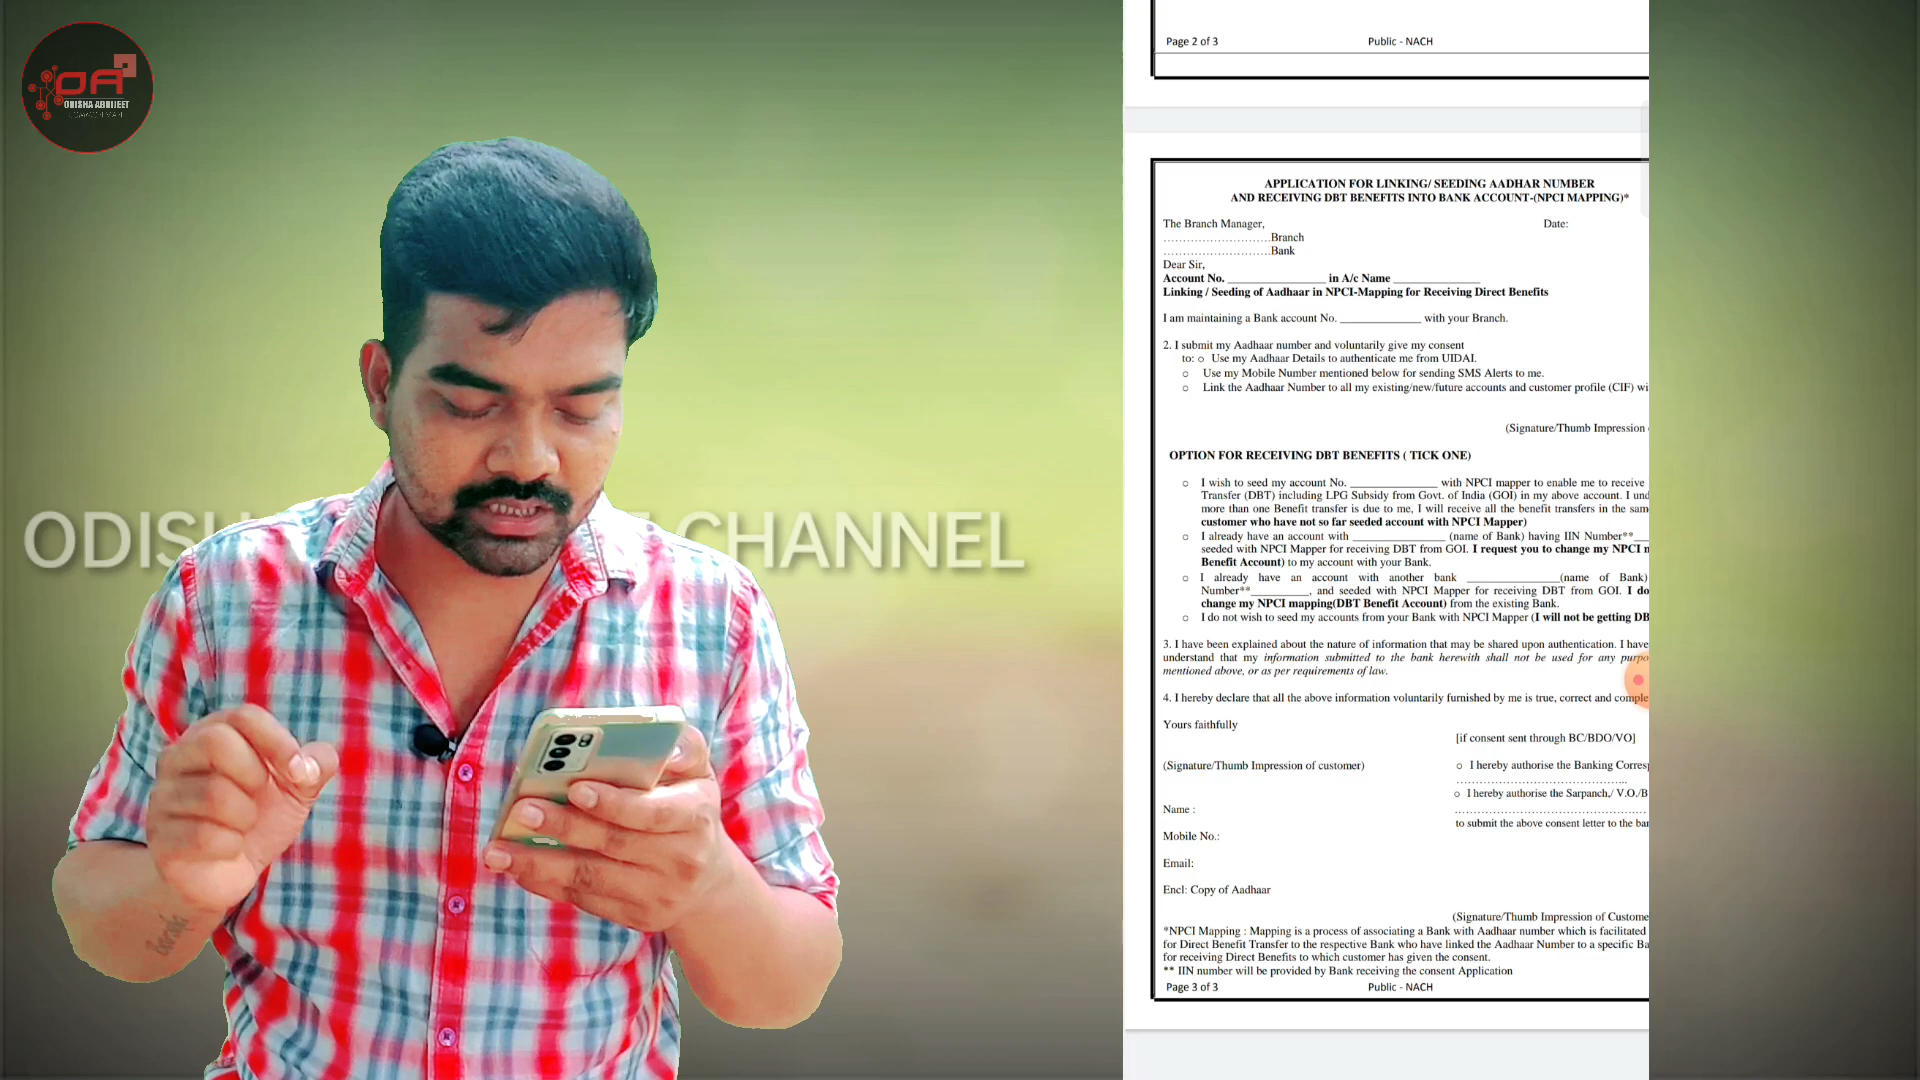 OA
ODISHA ABHIJEET
ODIS CHANNEL
Page 2 of 3 Public - NACH
APPLICATION FOR LINKING/ SEEDING AADHAR NUMBER
AND RECEIVING DBT BENEFITS INTO BANK ACCOUNT-(NPCI MAPPING)*
The Branch Manager, Date:
............................Branch
............................Bank
Dear Sir,
Account No. _________________ in A/c Name _______________
Linking / Seeding of Aadhaar in NPCI-Mapping for Receiving Direct Benefits
I am maintaining a Bank account No. ______________ with your Branch.
2. I submit my Aadhaar number and voluntarily give my consent
to: o Use my Aadhaar Details to authenticate me from UIDAI.
o Use my Mobile Number mentioned below for sending SMS Alerts to me.
o Link the Aadhaar Number to all my existing/new/future accounts and customer profile (CIF) wi
(Signature/Thumb Impression
OPTION FOR RECEIVING DBT BENEFITS ( TICK ONE)
o I wish to seed my account No. _______________ with NPCI mapper to enable me to receive
Transfer (DBT) including LPG Subsidy from Govt. of India (GOI) in my above account. I und
more than one Benefit transfer is due to me, I will receive all the benefit transfers in the sam
customer who have not so far seeded account with NPCI Mapper)
o I already have an account with ________________ (name of Bank) having IIN Number**__
seeded with NPCI Mapper for receiving DBT from GOI. I request you to change my NPCI m
Benefit Account) to my account with your Bank.
o I already have an account with another bank ________________(name of Bank)
Number**__________, and seeded with NPCI Mapper for receiving DBT from GOI. I do
change my NPCI mapping(DBT Benefit Account) from the existing Bank.
o I do not wish to seed my accounts from your Bank with NPCI Mapper (I will not be getting DB
3. I have been explained about the nature of information that may be shared upon authentication. I have
understand that my information submitted to the bank herewith shall not be used for any purpo
mentioned above, or as per requirements of law.
4. I hereby declare that all the above information voluntarily furnished by me is true, correct and comple
Yours faithfully
[if consent sent through BC/BDO/VO]
(Signature/Thumb Impression of customer) o I hereby authorise the Banking Corres
.............................................
o I hereby authorise the Sarpanch,/ V.O./B
Name : .............................................
to submit the above consent letter to the ban
Mobile No.:
Email:
Encl: Copy of Aadhaar
(Signature/Thumb Impression of Custome
*NPCI Mapping : Mapping is a process of associating a Bank with Aadhaar number which is facilitated
for Direct Benefit Transfer to the respective Bank who have linked the Aadhaar Number to a specific Ba
for receiving Direct Benefits to which customer has given the consent.
** IIN number will be provided by Bank receiving the consent Application
Page 3 of 3 Public - NACH